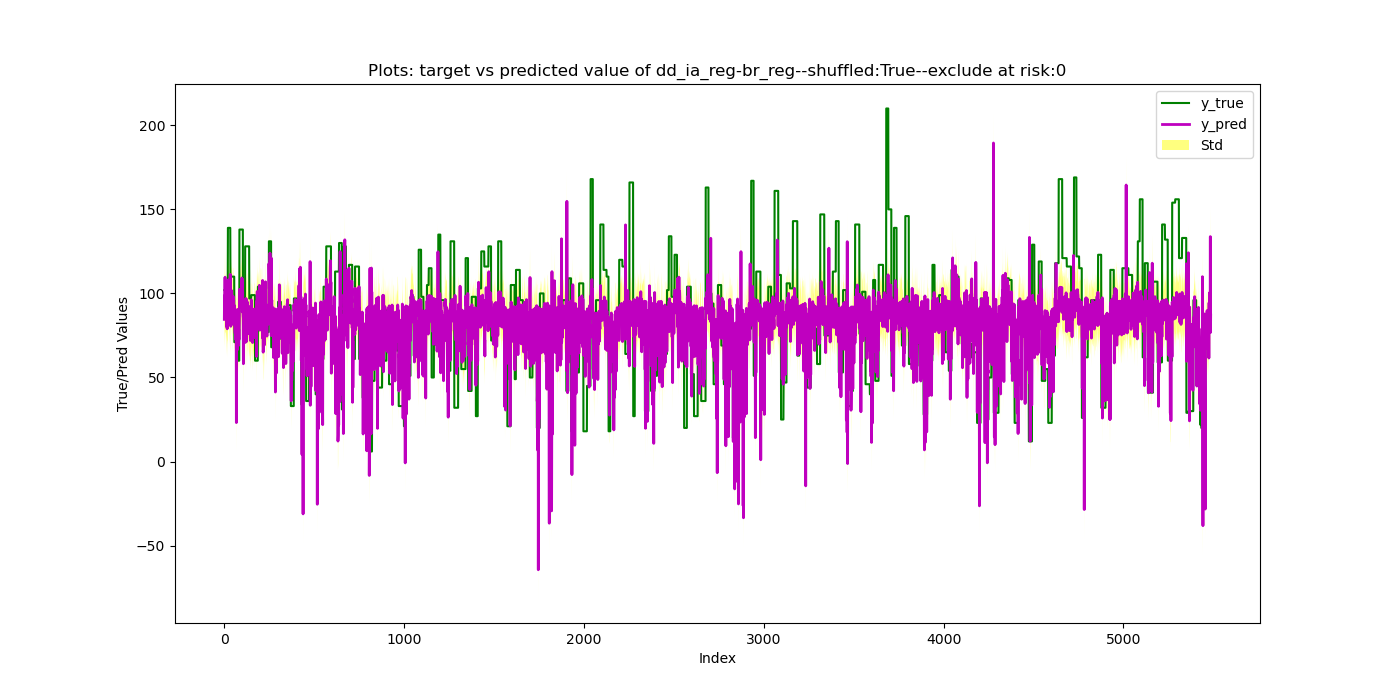 Plots: target vs predicted value of dd_ia_reg-br_reg--shuffled:True--exclude at risk:0
y_true
y_pred
Std
200
150
100
50
0
−50
True/Pred Values
0
1000
2000
3000
4000
5000
Index